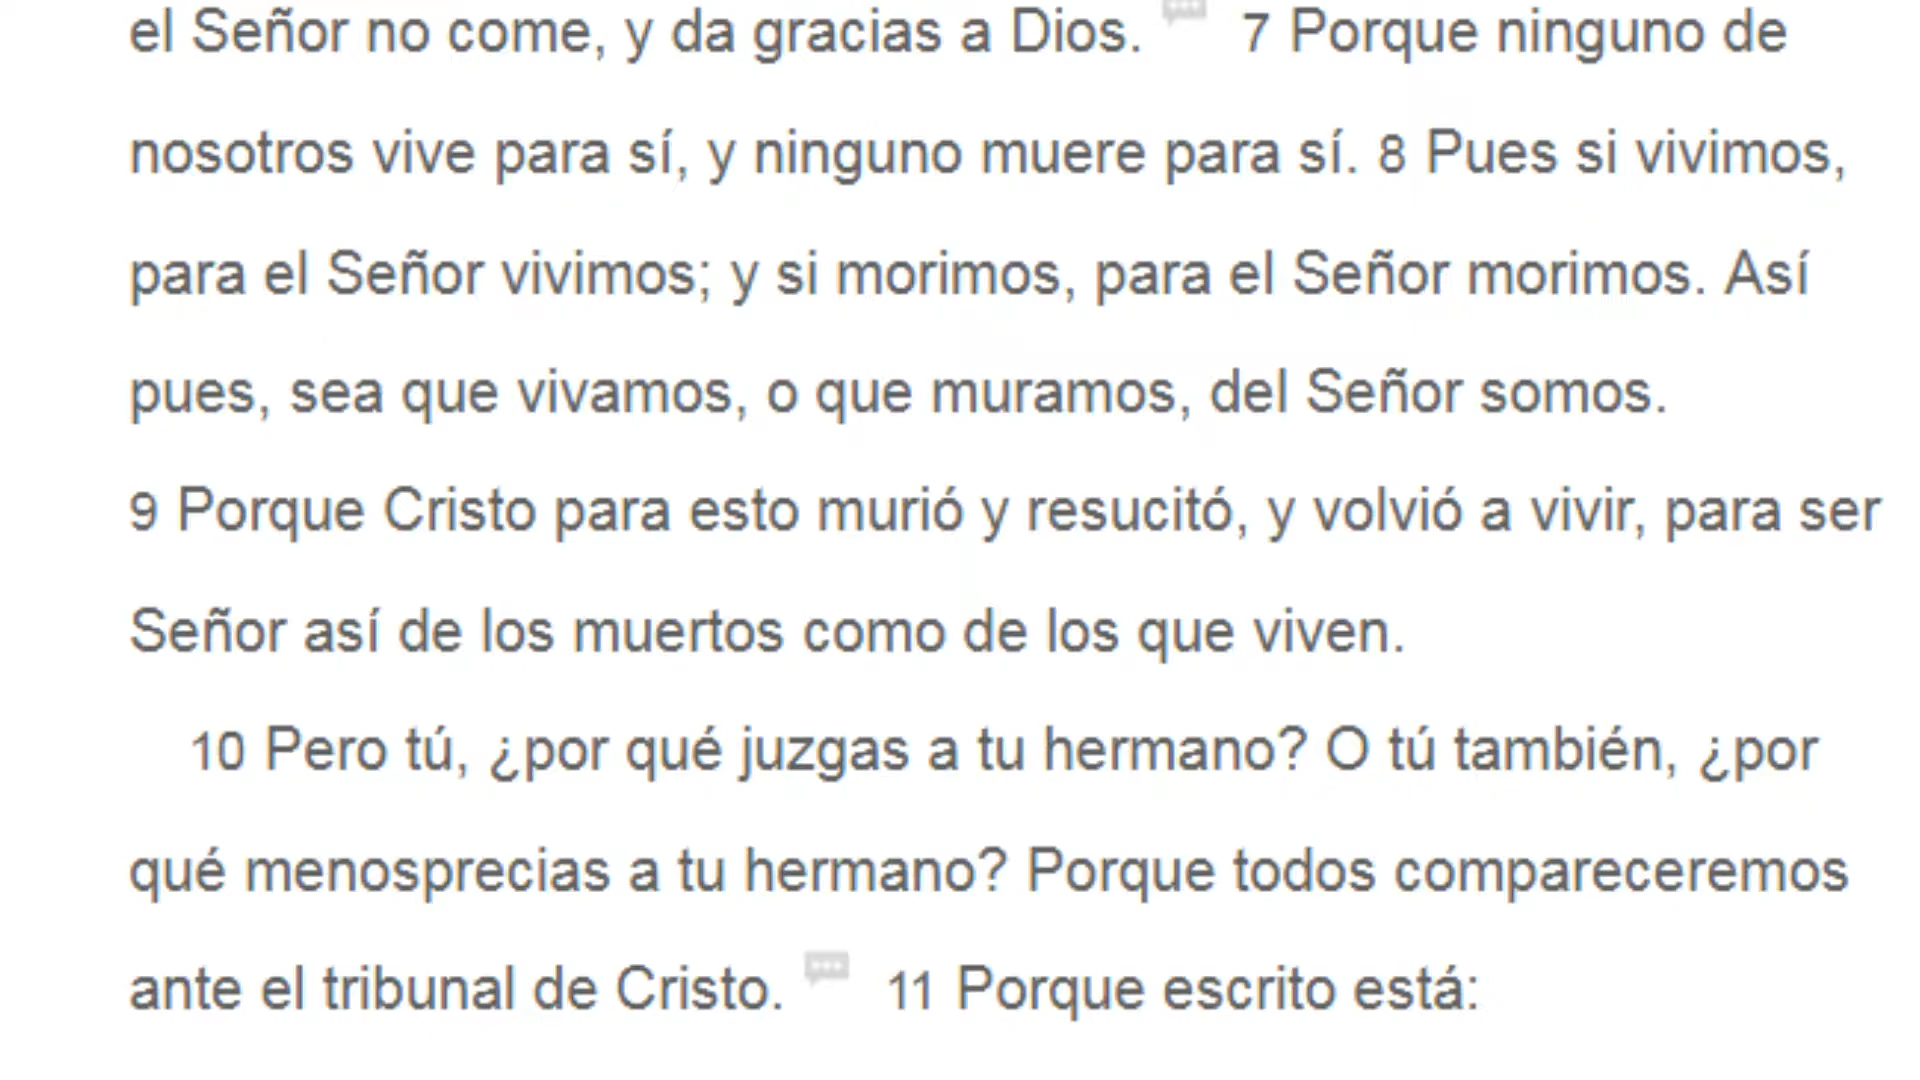 el Señor no come, y da gracias a Dios. 7 Porque ninguno de
nosotros vive para sí, y ninguno muere para sí. 8 Pues si vivimos,
para el Señor vivimos; y si morimos, para el Señor morimos. Así
pues, sea que vivamos, o que muramos, del Señor somos.
9 Porque Cristo para esto murió y resucitó, y volvió a vivir, para ser
Señor así de los muertos como de los que viven.
10 Pero tú, ¿por qué juzgas a tu hermano? O tú también, ¿por
qué menosprecias a tu hermano? Porque todos compareceremos
ante el tribunal de Cristo. 11 Porque escrito está: